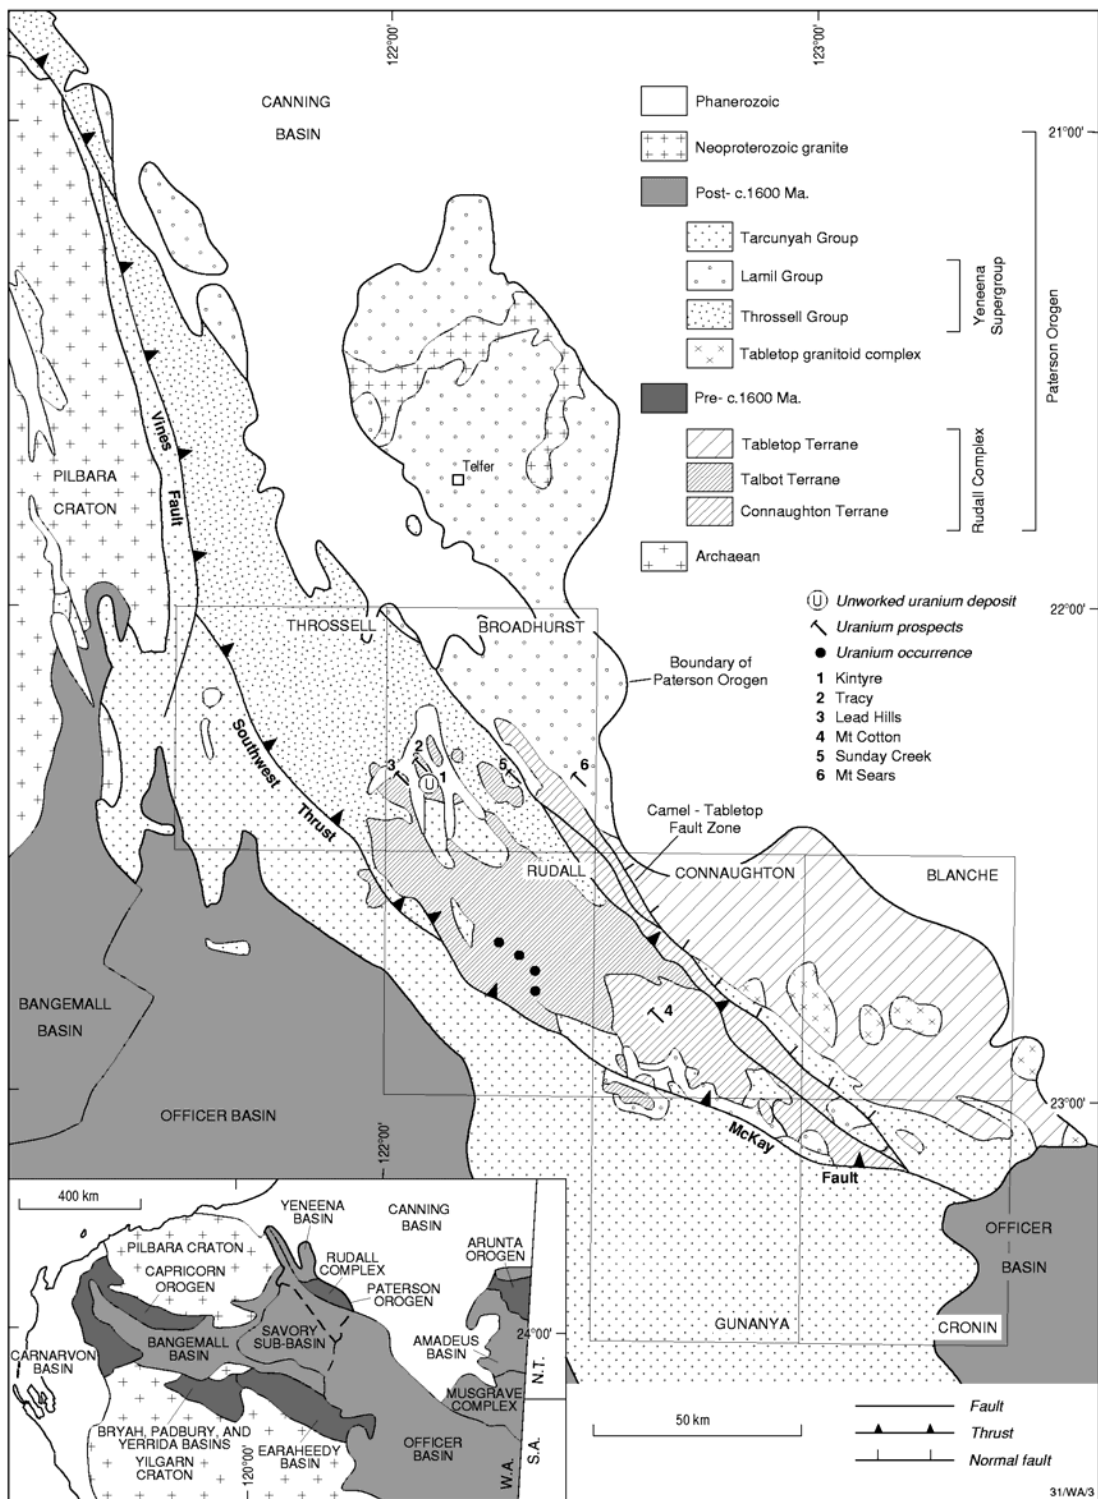 122°00'
123°00'
CANNING
BASIN
Phanerozoic
21°00'
Neoproterozoic granite
Post- c.1600 Ma.
Tarcunyah Group
Lamil Group
Throssell Group
Yeneena
Supergroup
Tabletop granitoid complex
Pre- c.1600 Ma.
Paterson Orogen
Tabletop Terrane
Talbot Terrane
Connaughton Terrane
Rudall Complex
Archaean
Vines
Fault
Telfer
PILBARA
CRATON
U Unworked uranium deposit
Uranium prospects
Uranium occurrence
1 Kintyre
2 Tracy
3 Lead Hills
4 Mt Cotton
5 Sunday Creek
6 Mt Sears
22°00'
THROSSELL
BROADHURST
Boundary of
Paterson Orogen
Southwest
Thrust
2
3
1
U
5
6
Camel - Tabletop
Fault Zone
RUDALL
CONNAUGHTON
BLANCHE
BANGEMALL
BASIN
4
OFFICER BASIN
122°00'
23°00'
McKay
Fault
OFFICER
BASIN
GUNANYA
CRONIN
400 km
YENEENA
BASIN
CANNING
BASIN
PILBARA CRATON
CAPRICORN
OROGEN
RUDALL
COMPLEX
PATERSON
OROGEN
ARUNTA
OROGEN
SAVORY
SUB-BASIN
BANGEMALL
BASIN
CARNARVON
BASIN
AMADEUS
BASIN
24°00'
N.T.
MUSGRAVE
COMPLEX
BRYAH, PADBURY, AND
YERRIDA BASINS
YILGARN
CRATON
120°00'
EARAHEEDY
BASIN
OFFICER
BASIN
W.A.
S.A.
50 km
Fault
Thrust
Normal fault
31/WA/3